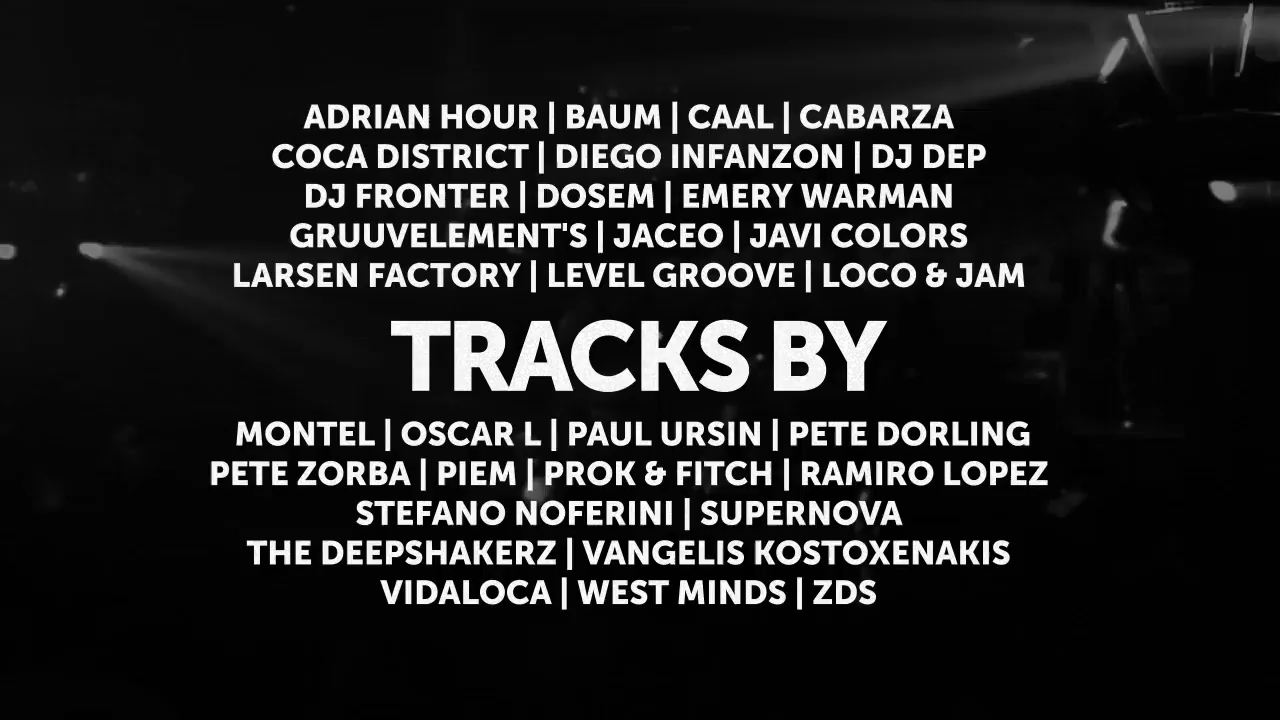 ADRIAN HOUR | BAUM | CAAL | CABARZA
COCA DISTRICT | DIEGO INFANZON | DJ DEP
DJ FRONTER | DOSEM | EMERY WARMAN
GRUUVELEMENT'S | JACEO | JAVI COLORS
LARSEN FACTORY | LEVEL GROOVE | LOCO & JAM
TRACKS BY
MONTEL | OSCAR L | PAUL URSIN | PETE DORLING
PETE ZORBA | PIEM | PROK & FITCH | RAMIRO LOPEZ
STEFANO NOFERINI | SUPERNOVA
THE DEEPSHAKERZ | VANGELIS KOSTOXENAKIS
VIDALOCA | WEST MINDS | ZDS